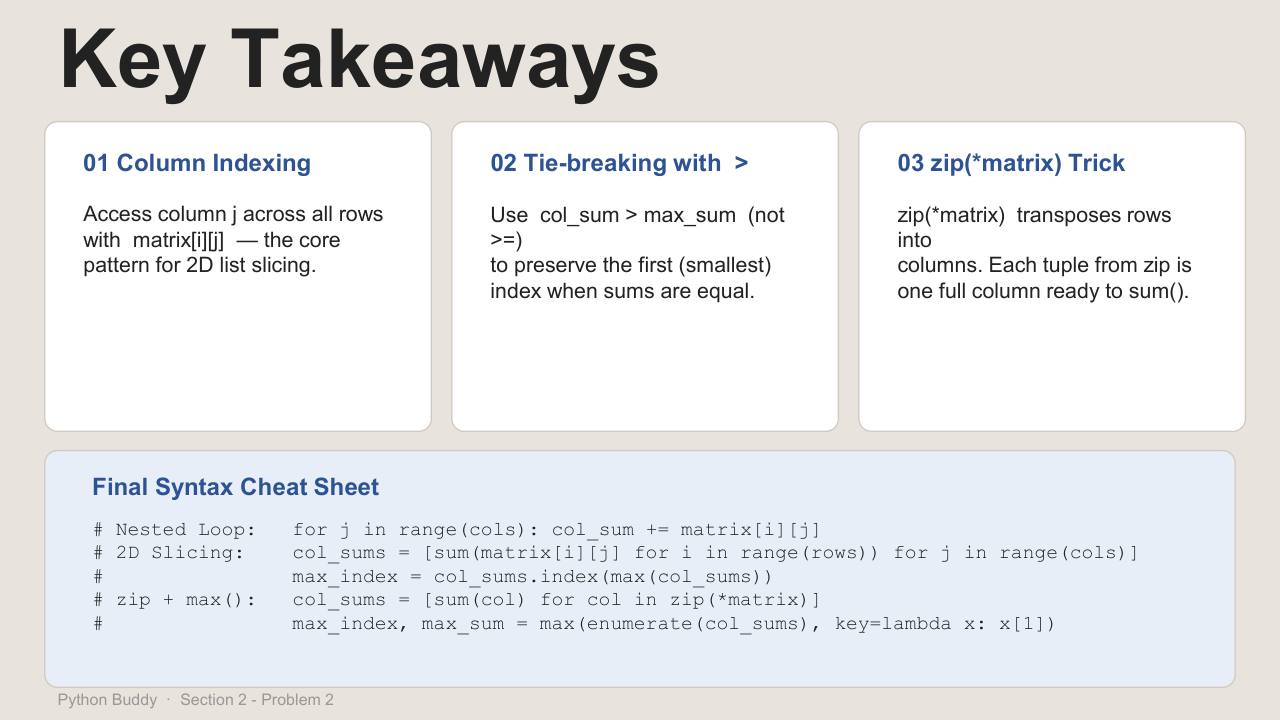 Key Takeaways
01 Column Indexing
Access column j across all rows
with  matrix[i][j]  — the core
pattern for 2D list slicing.
02 Tie-breaking with  >
Use  col_sum > max_sum  (not
>=)
to preserve the first (smallest)
index when sums are equal.
03 zip(*matrix) Trick
zip(*matrix)  transposes rows
into
columns. Each tuple from zip is
one full column ready to sum().
Final Syntax Cheat Sheet
# Nested Loop:   for j in range(cols): col_sum += matrix[i][j]
# 2D Slicing:    col_sums = [sum(matrix[i][j] for i in range(rows)) for j in range(cols)]
#                max_index = col_sums.index(max(col_sums))
# zip + max():   col_sums = [sum(col) for col in zip(*matrix)]
#                max_index, max_sum = max(enumerate(col_sums), key=lambda x: x[1])
Python Buddy  ·  Section 2 - Problem 2